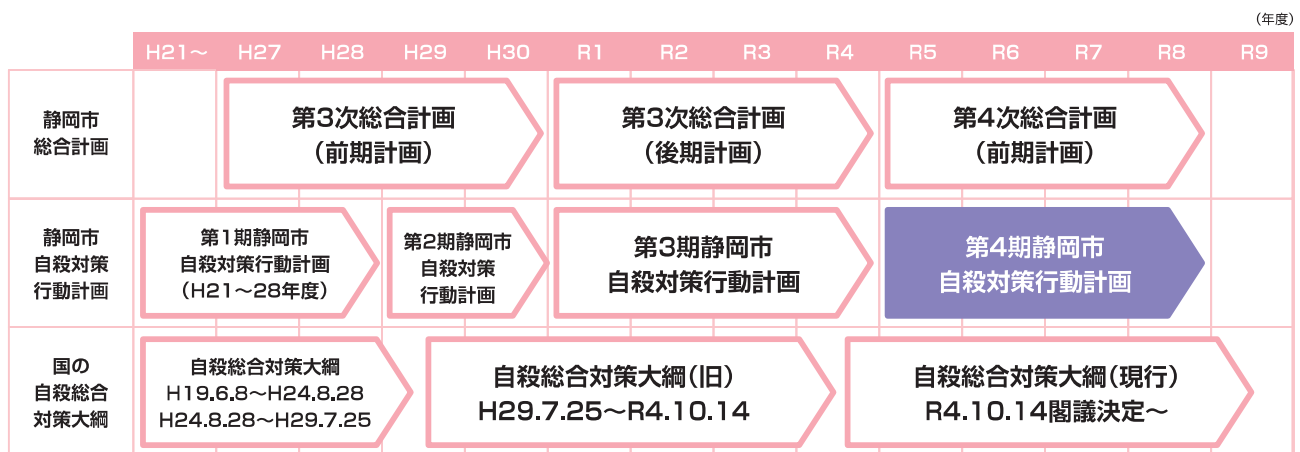 (年度)
H21～ H27 H28 H29 H30 R1 R2 R3 R4 R5 R6 R7 R8 R9
静岡市
総合計画
第3次総合計画
(前期計画)
第3次総合計画
(後期計画)
第4次総合計画
(前期計画)
静岡市
自殺対策
行動計画
第1期静岡市
自殺対策行動計画
(H21～28年度)
第2期静岡市
自殺対策
行動計画
第3期静岡市
自殺対策行動計画
第4期静岡市
自殺対策行動計画
国の
自殺総合
対策大綱
自殺総合対策大綱
H19.6.8～H24.8.28
H24.8.28～H29.7.25
自殺総合対策大綱(旧)
H29.7.25～R4.10.14
自殺総合対策大綱(現行)
R4.10.14閣議決定～